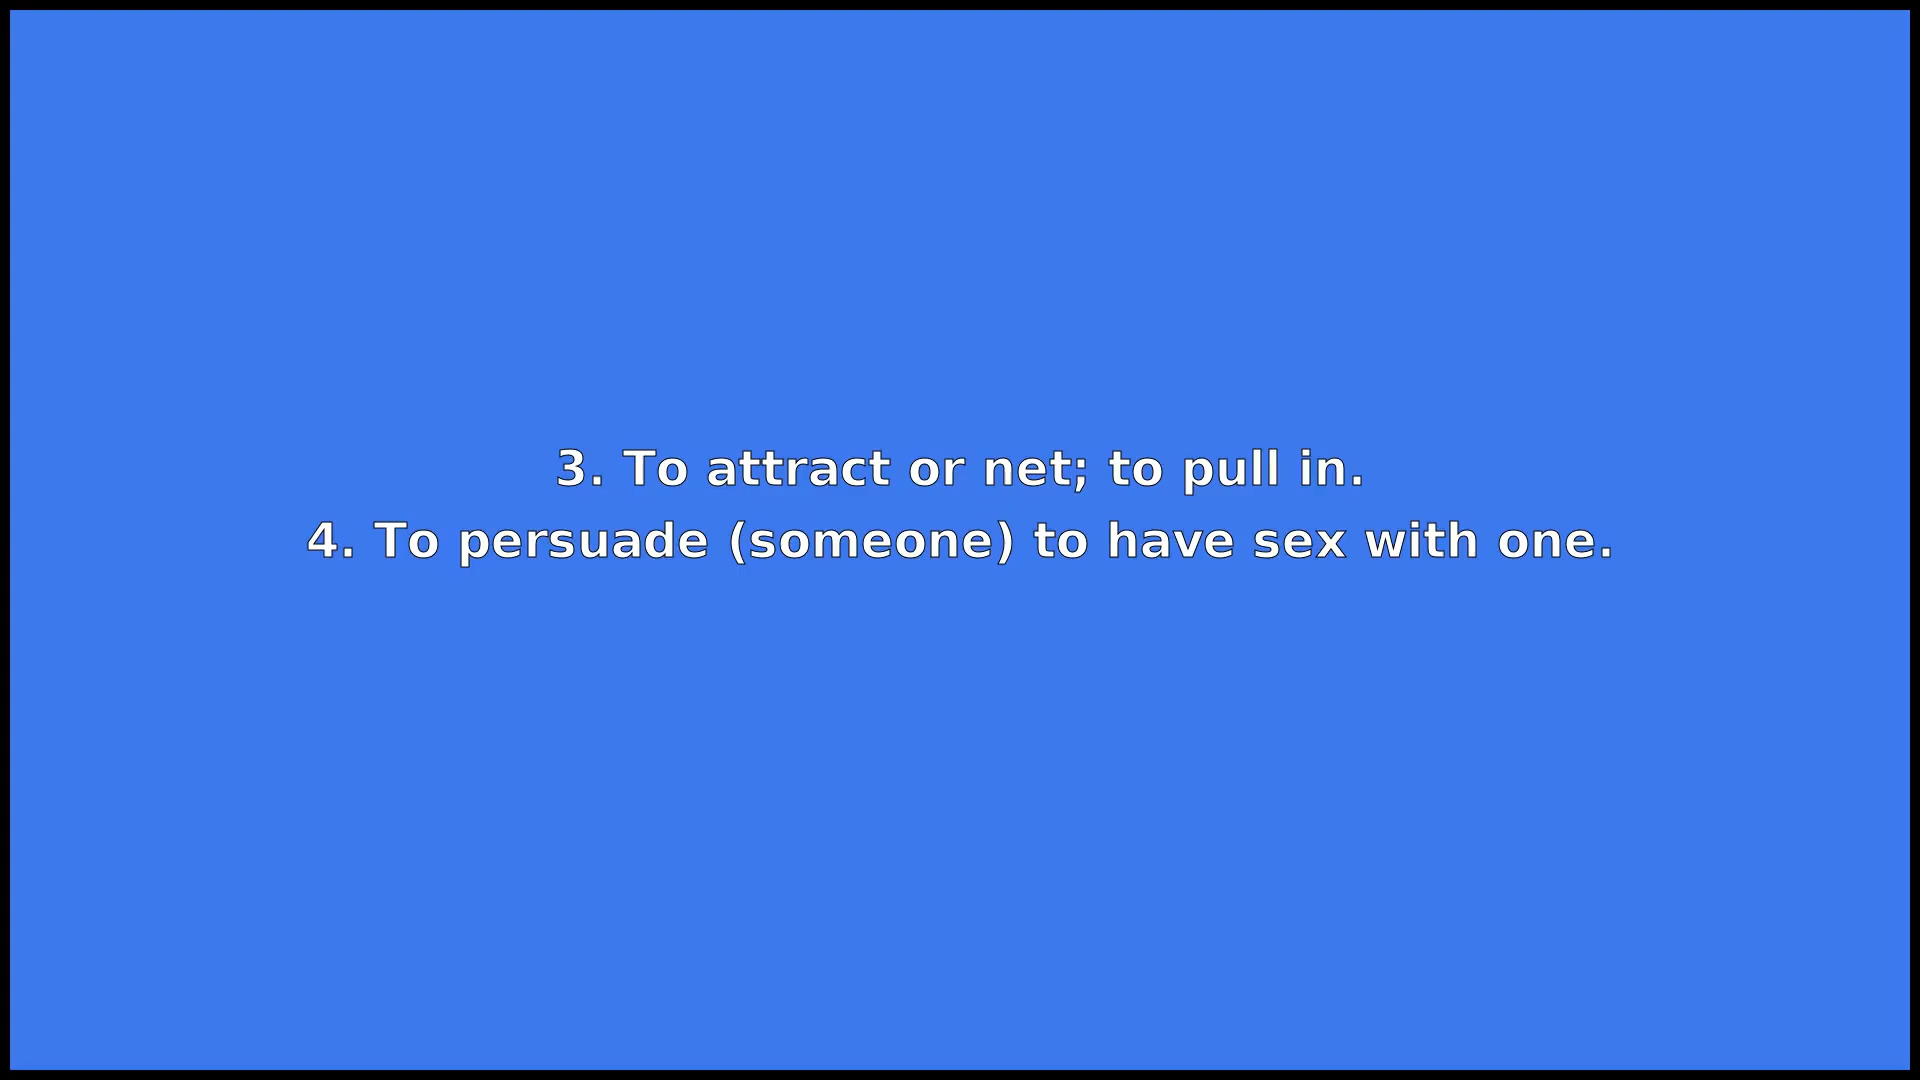 3. To attract or net; to pull in.
4. To persuade (someone) to have sex with one.